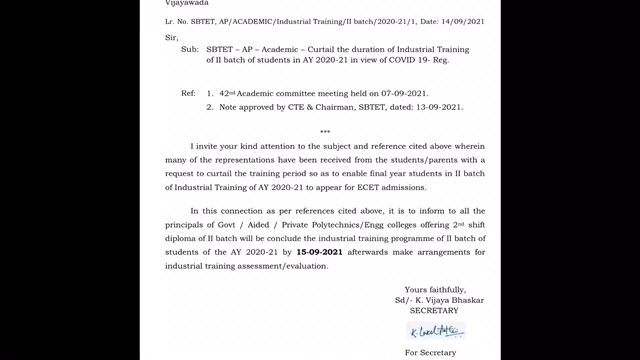 Vijayawada
Lr. No. SBTET, AP/ACADEMIC/Industrial Training/II batch/2020-21/1, Date: 14/09/2021
Sir,
Sub: SBTET – AP – Academic – Curtail the duration of Industrial Training
of II batch of students in AY 2020-21 in view of COVID 19- Reg.
Ref: 1. 42nd Academic committee meeting held on 07-09-2021.
2. Note approved by CTE & Chairman, SBTET, dated: 13-09-2021.
***
I invite your kind attention to the subject and reference cited above wherein
many of the representations have been received from the students/parents with a
request to curtail the training period so as to enable final year students in II batch
of Industrial Training of AY 2020-21 to appear for ECET admissions.
In this connection as per references cited above, it is to inform to all the
principals of Govt / Aided / Private Polytechnics/Engg colleges offering 2nd shift
diploma of II batch will be conclude the industrial training programme of II batch of
students of the AY 2020-21 by 15-09-2021 afterwards make arrangements for
industrial training assessment/evaluation.
Yours faithfully,
Sd/- K. Vijaya Bhaskar
SECRETARY
For Secretary